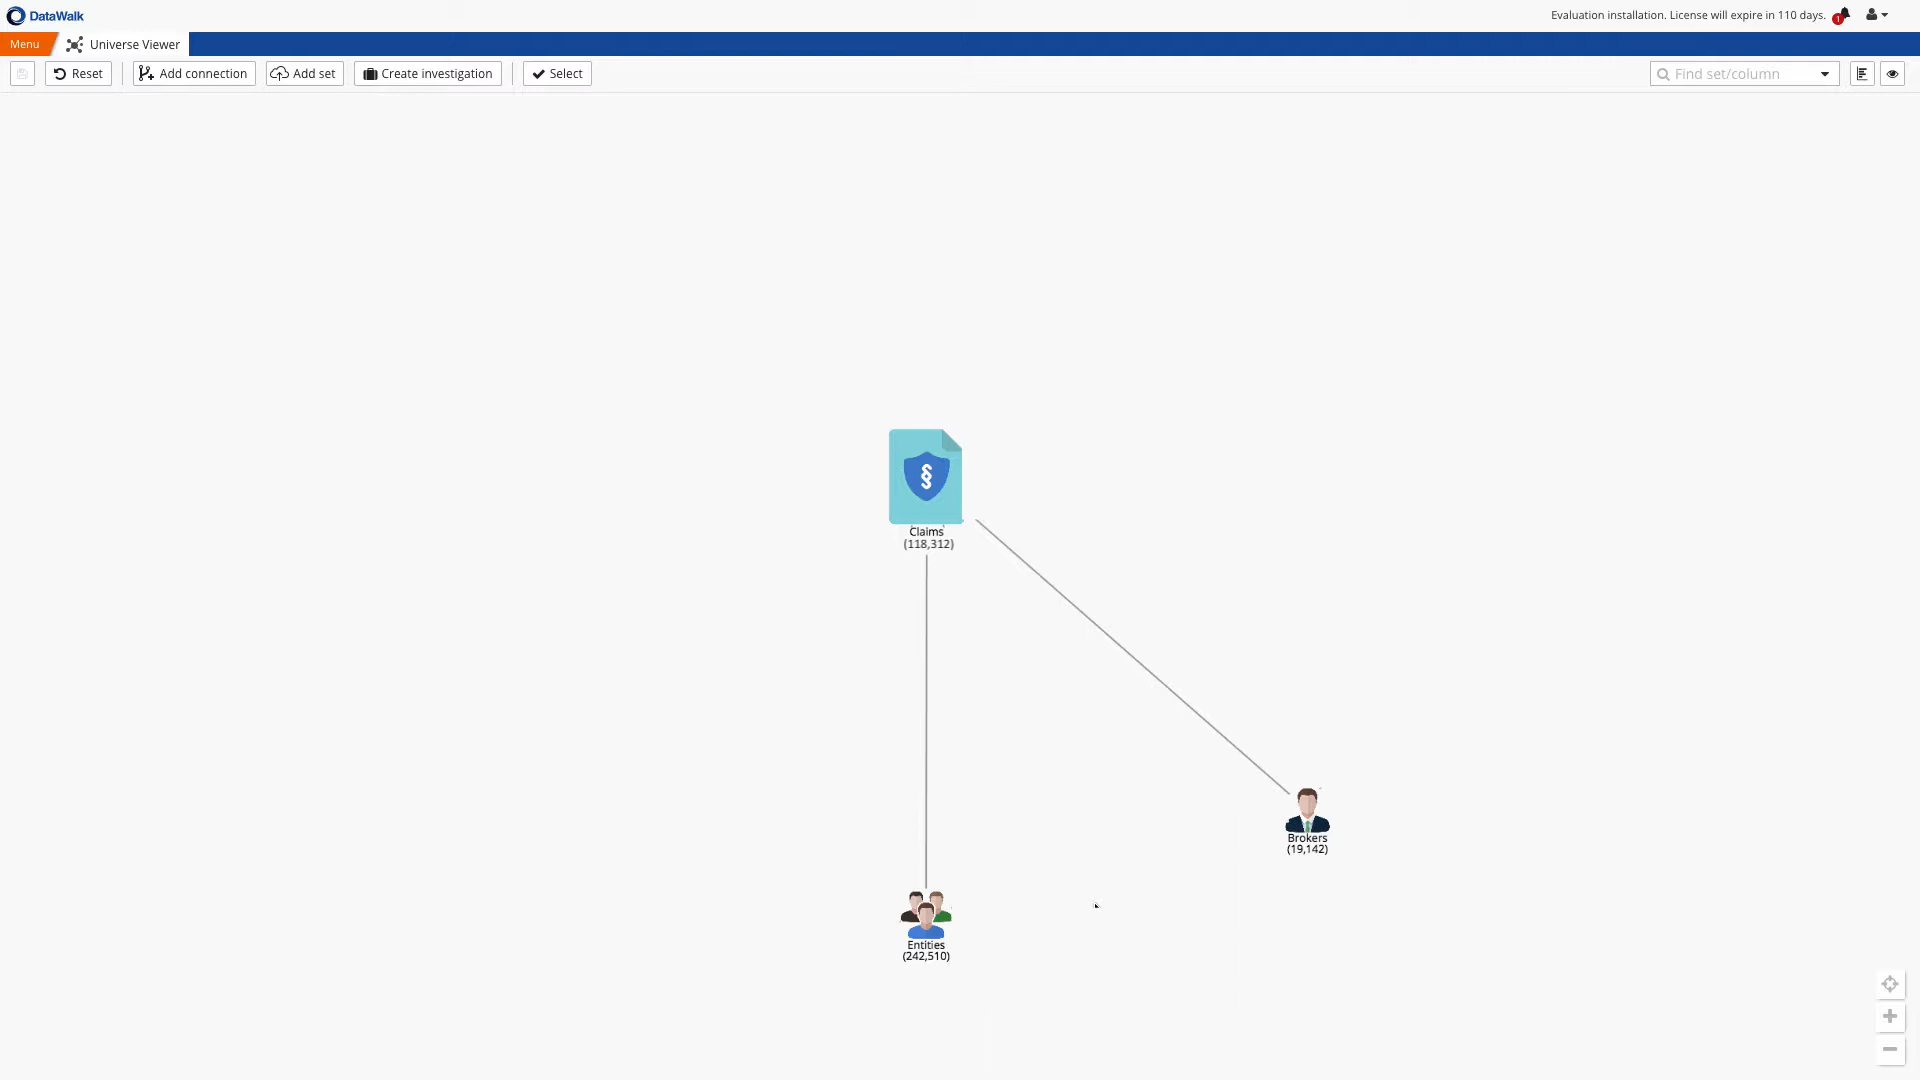 DataWalk
Evaluation installation. License will expire in 110 days.
1
Menu
Universe Viewer
Reset
Add connection
Add set
Create investigation
Select
Find set/column
§
Claims
(118,312)
Brokers
(19,142)
Entities
(242,510)